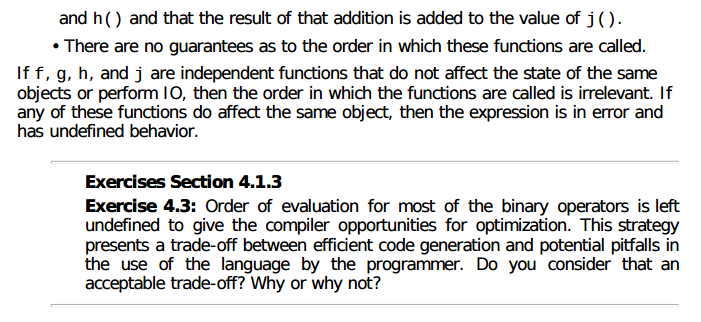 and h() and that the result of that addition is added to the value of j().
• There are no guarantees as to the order in which these functions are called.
If f, g, h, and j are independent functions that do not affect the state of the same
objects or perform IO, then the order in which the functions are called is irrelevant. If
any of these functions do affect the same object, then the expression is in error and
has undefined behavior.
Exercises Section 4.1.3
Exercise 4.3: Order of evaluation for most of the binary operators is left
undefined to give the compiler opportunities for optimization. This strategy
presents a trade-off between efficient code generation and potential pitfalls in
the use of the language by the programmer. Do you consider that an
acceptable trade-off? Why or why not?